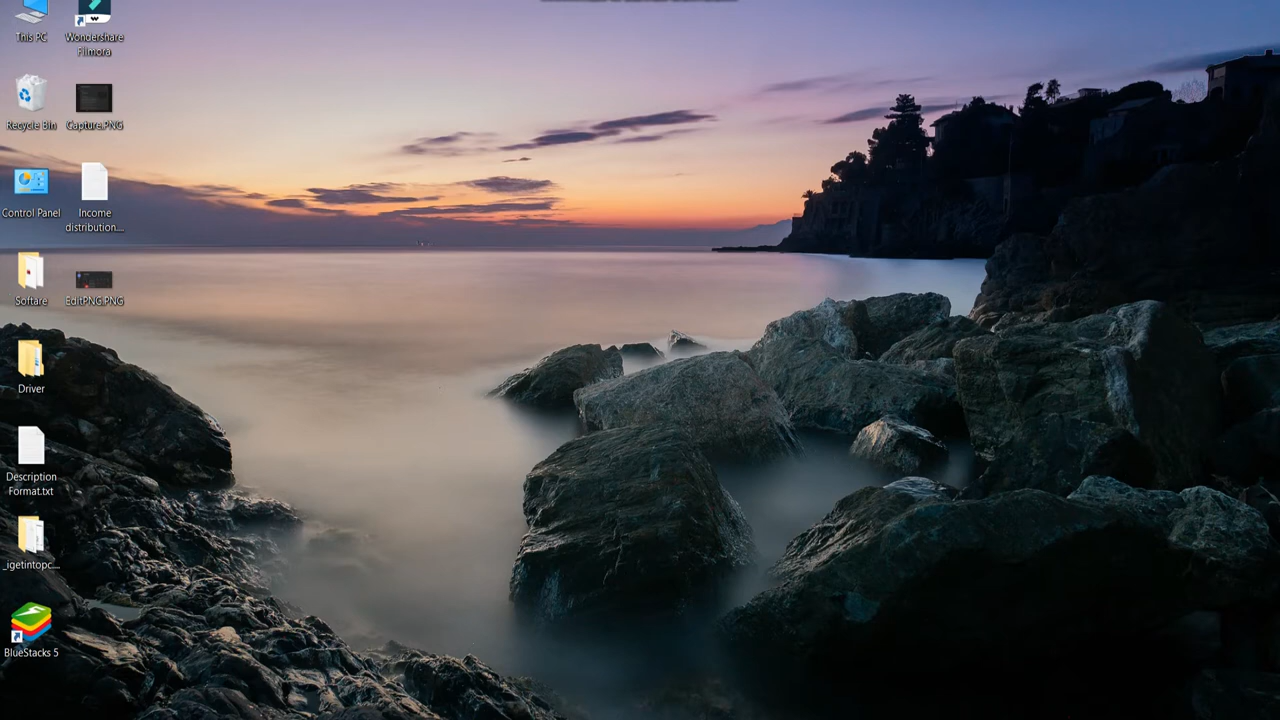 This PC
Wondershare
Filmora
Recycle Bin
Capture.PNG
Control Panel
Income
distribution...
Softare
EditPNG.PNG
Driver
Description
Format.txt
_igetintopc....
BlueStacks 5